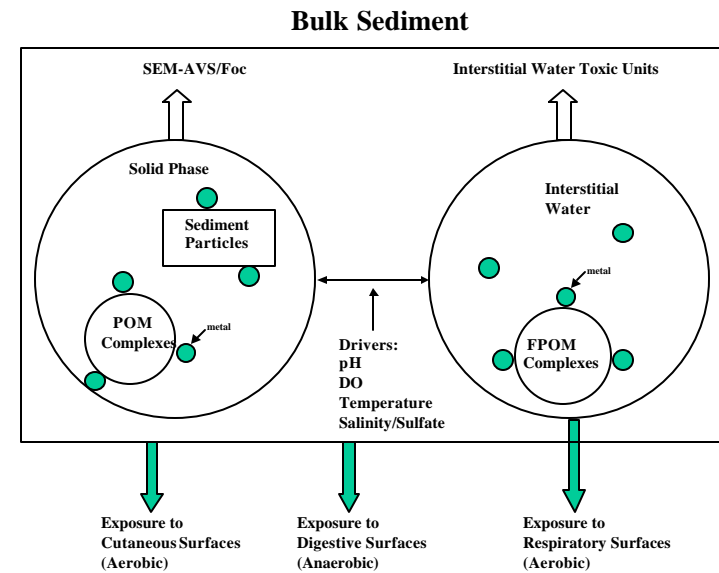 Bulk Sediment
SEM-AVS/Foc
Interstitial Water Toxic Units
Solid Phase
Sediment
Particles
POM
Complexes
metal
Interstitial
Water
metal
FPOM
Complexes
Drivers:
pH
DO
Temperature
Salinity/Sulfate
Exposure to
Cutaneous Surfaces
(Aerobic)
Exposure to
Digestive Surfaces
(Anaerobic)
Exposure to
Respiratory Surfaces
(Aerobic)